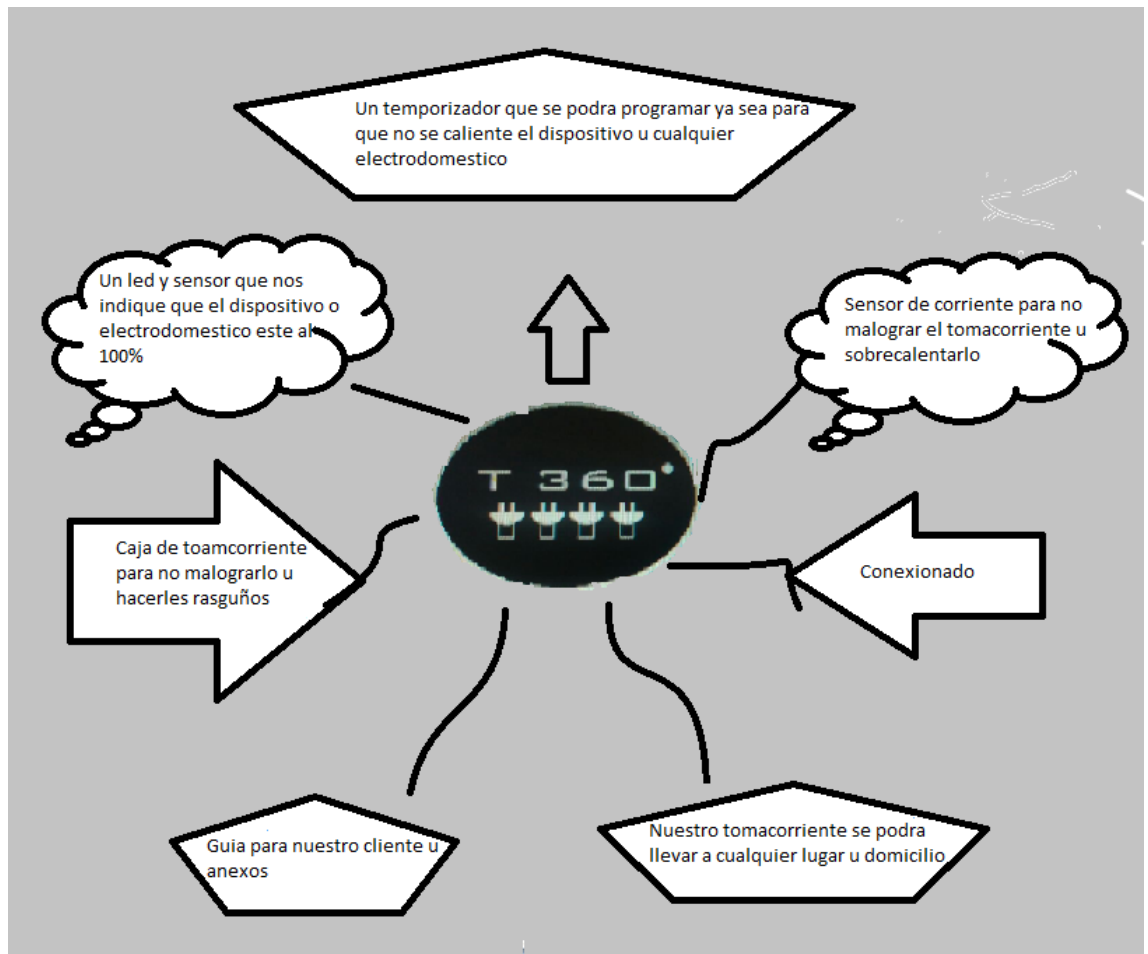 Un temporizador que se podra programar ya sea para
que no se caliente el dispositivo u cualquier
electrodomestico
Un led y sensor que nos
indique que el dispositivo o
electrodomestico este al
100%
Sensor de corriente para no
malograr el tomacorriente u
sobrecalentarlo
T 360°
Caja de toamcorriente
para no malograrlo u
hacerles rasguños
Conexionado
Guia para nuestro cliente u
anexos
Nuestro tomacorriente se podra
llevar a cualquier lugar u domicilio